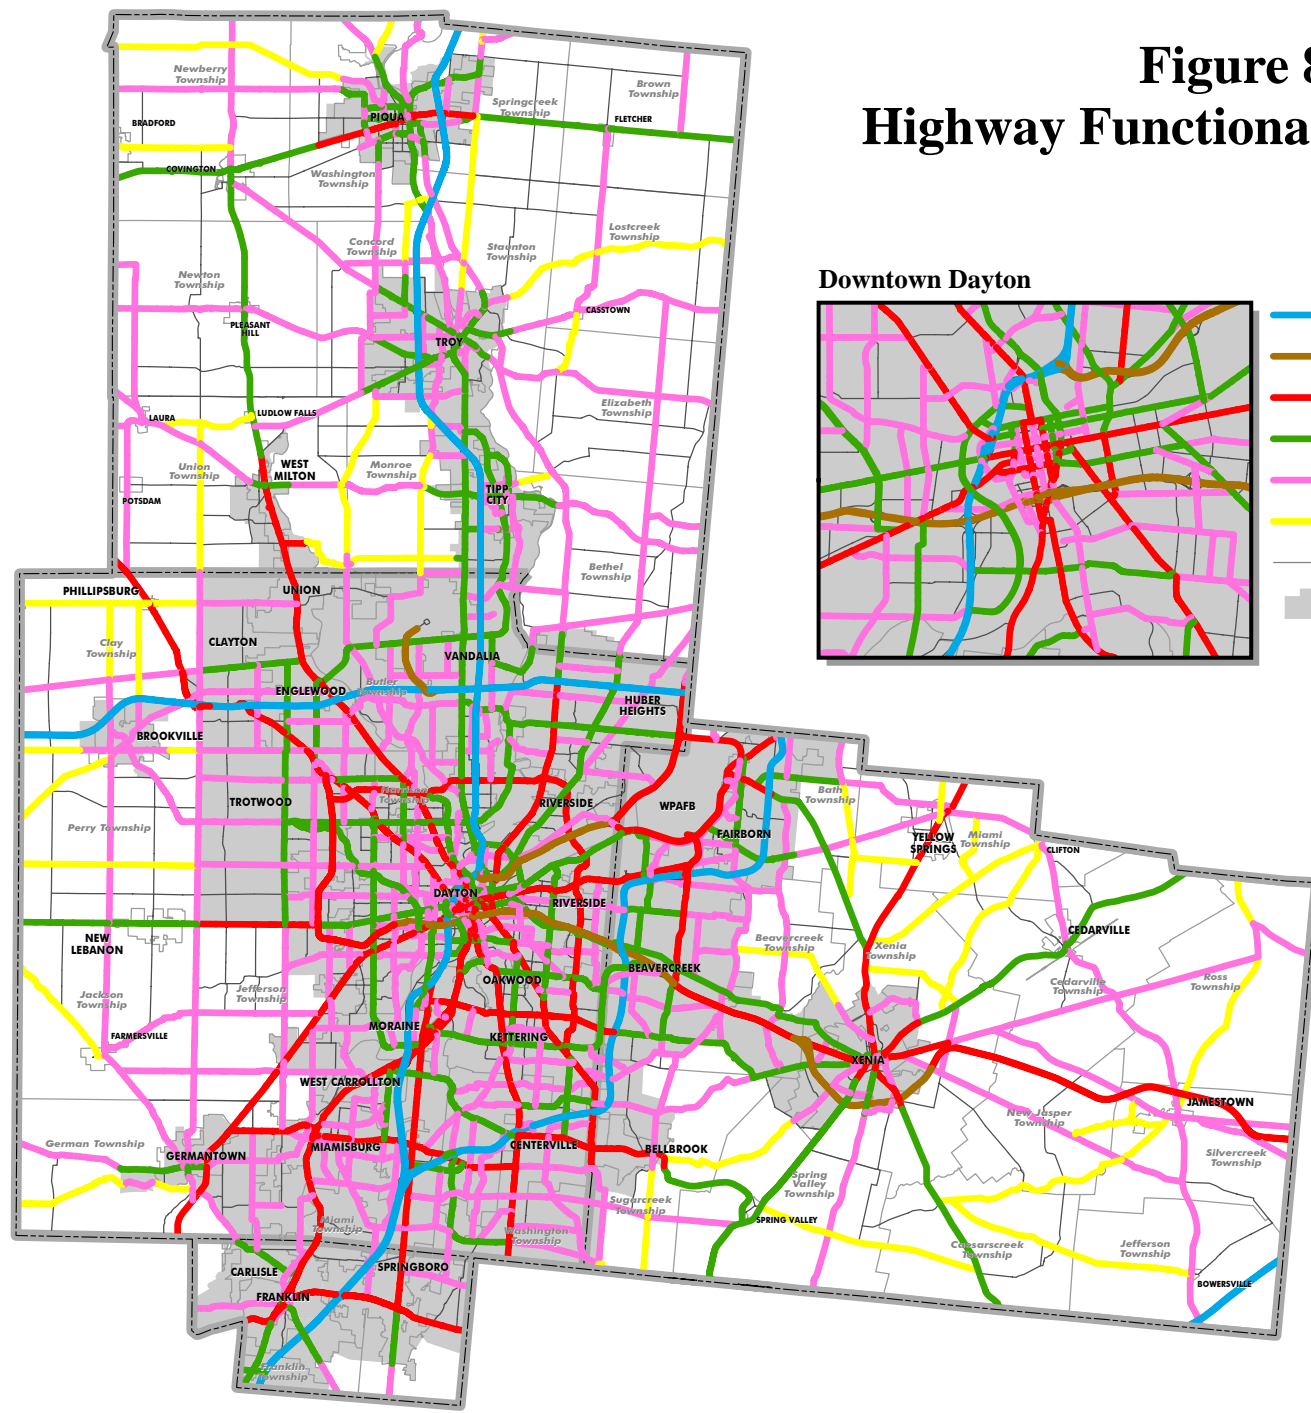 Figure 8
Highway Functiona
Downtown Dayton
Newberry
Township
BRADFORD
PIQUA
Springcreek
Township
Brown
Township
FLETCHER
COVINGTON
Washington
Township
Concord
Township
Staunton
Township
Lostcreek
Township
Newton
Township
PLEASANT
HILL
TROY
CASSTOWN
LAURA
LUDLOW FALLS
Elizabeth
Township
Union
Township
WEST
MILTON
Monroe
Township
TIPP
CITY
POTSDAM
Bethel
Township
PHILLIPSBURG
UNION
Clay
Township
CLAYTON
VANDALIA
ENGLEWOOD
Butler
Township
HUBER
HEIGHTS
BROOKVILLE
TROTWOOD
Harrison
Township
RIVERSIDE
WPAFB
Bath
Township
Perry Township
FAIRBORN
YELLOW
SPRINGS
Miami
Township
CLIFTON
DAYTON
RIVERSIDE
NEW
LEBANON
Beavercreek
Township
Xenia
Township
CEDARVILLE
OAKWOOD
BEAVERCREEK
Jackson
Township
Jefferson
Township
Cedarville
Township
Ross
Township
FARMERSVILLE
MORAINE
KETTERING
XENIA
WEST CARROLLTON
JAMESTOWN
New Jasper
Township
German Township
GERMANTOWN
MIAMISBURG
CENTERVILLE
BELLBROOK
Silvercreek
Township
Spring
Valley
Township
Sugarcreek
Township
SPRING VALLEY
Miami
Township
Washington
Township
Caesarscreek
Township
Jefferson
Township
CARLISLE
SPRINGBORO
FRANKLIN
BOWERSVILLE
Franklin
Township